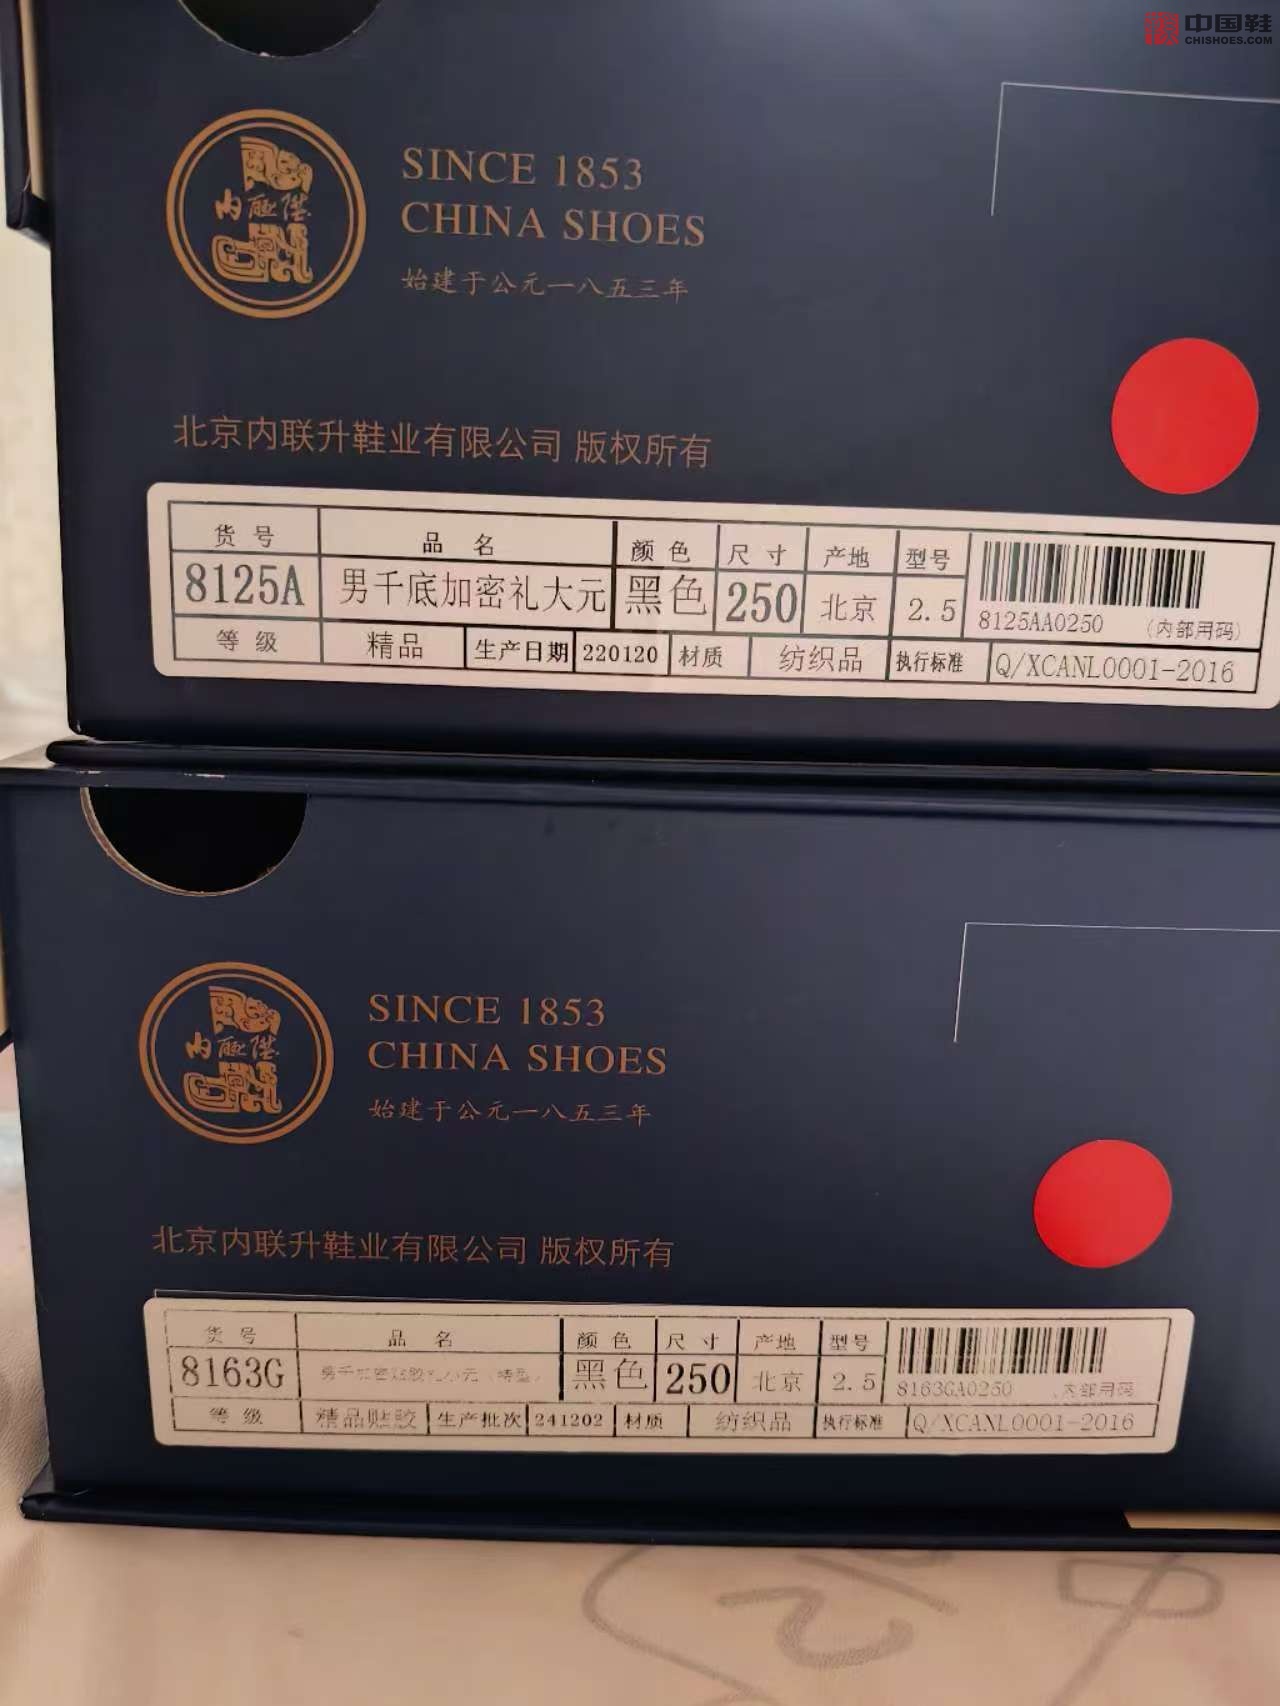 中国鞋
CHISHOES.COM
内联陞
SINCE 1853
CHINA SHOES
始建于公元一八五三年
北京内联升鞋业有限公司 版权所有
货号 品名 颜色 尺寸 产地 型号
8125A 男千底加密礼大元 黑色 250 北京 2.5 8125AA0250 (内部用码)
等级 精品 生产日期 220120 材质 纺织品 执行标准 Q/XCANL0001-2016
内联陞
SINCE 1853
CHINA SHOES
始建于公元一八五三年
北京内联升鞋业有限公司 版权所有
货号 品名 颜色 尺寸 产地 型号
8163G 黑色 250 北京 2.5 8163GA0250 内部用码
等级 精品贴胶 生产批次 241202 材质 纺织品 执行标准 Q/XCANL0001-2016